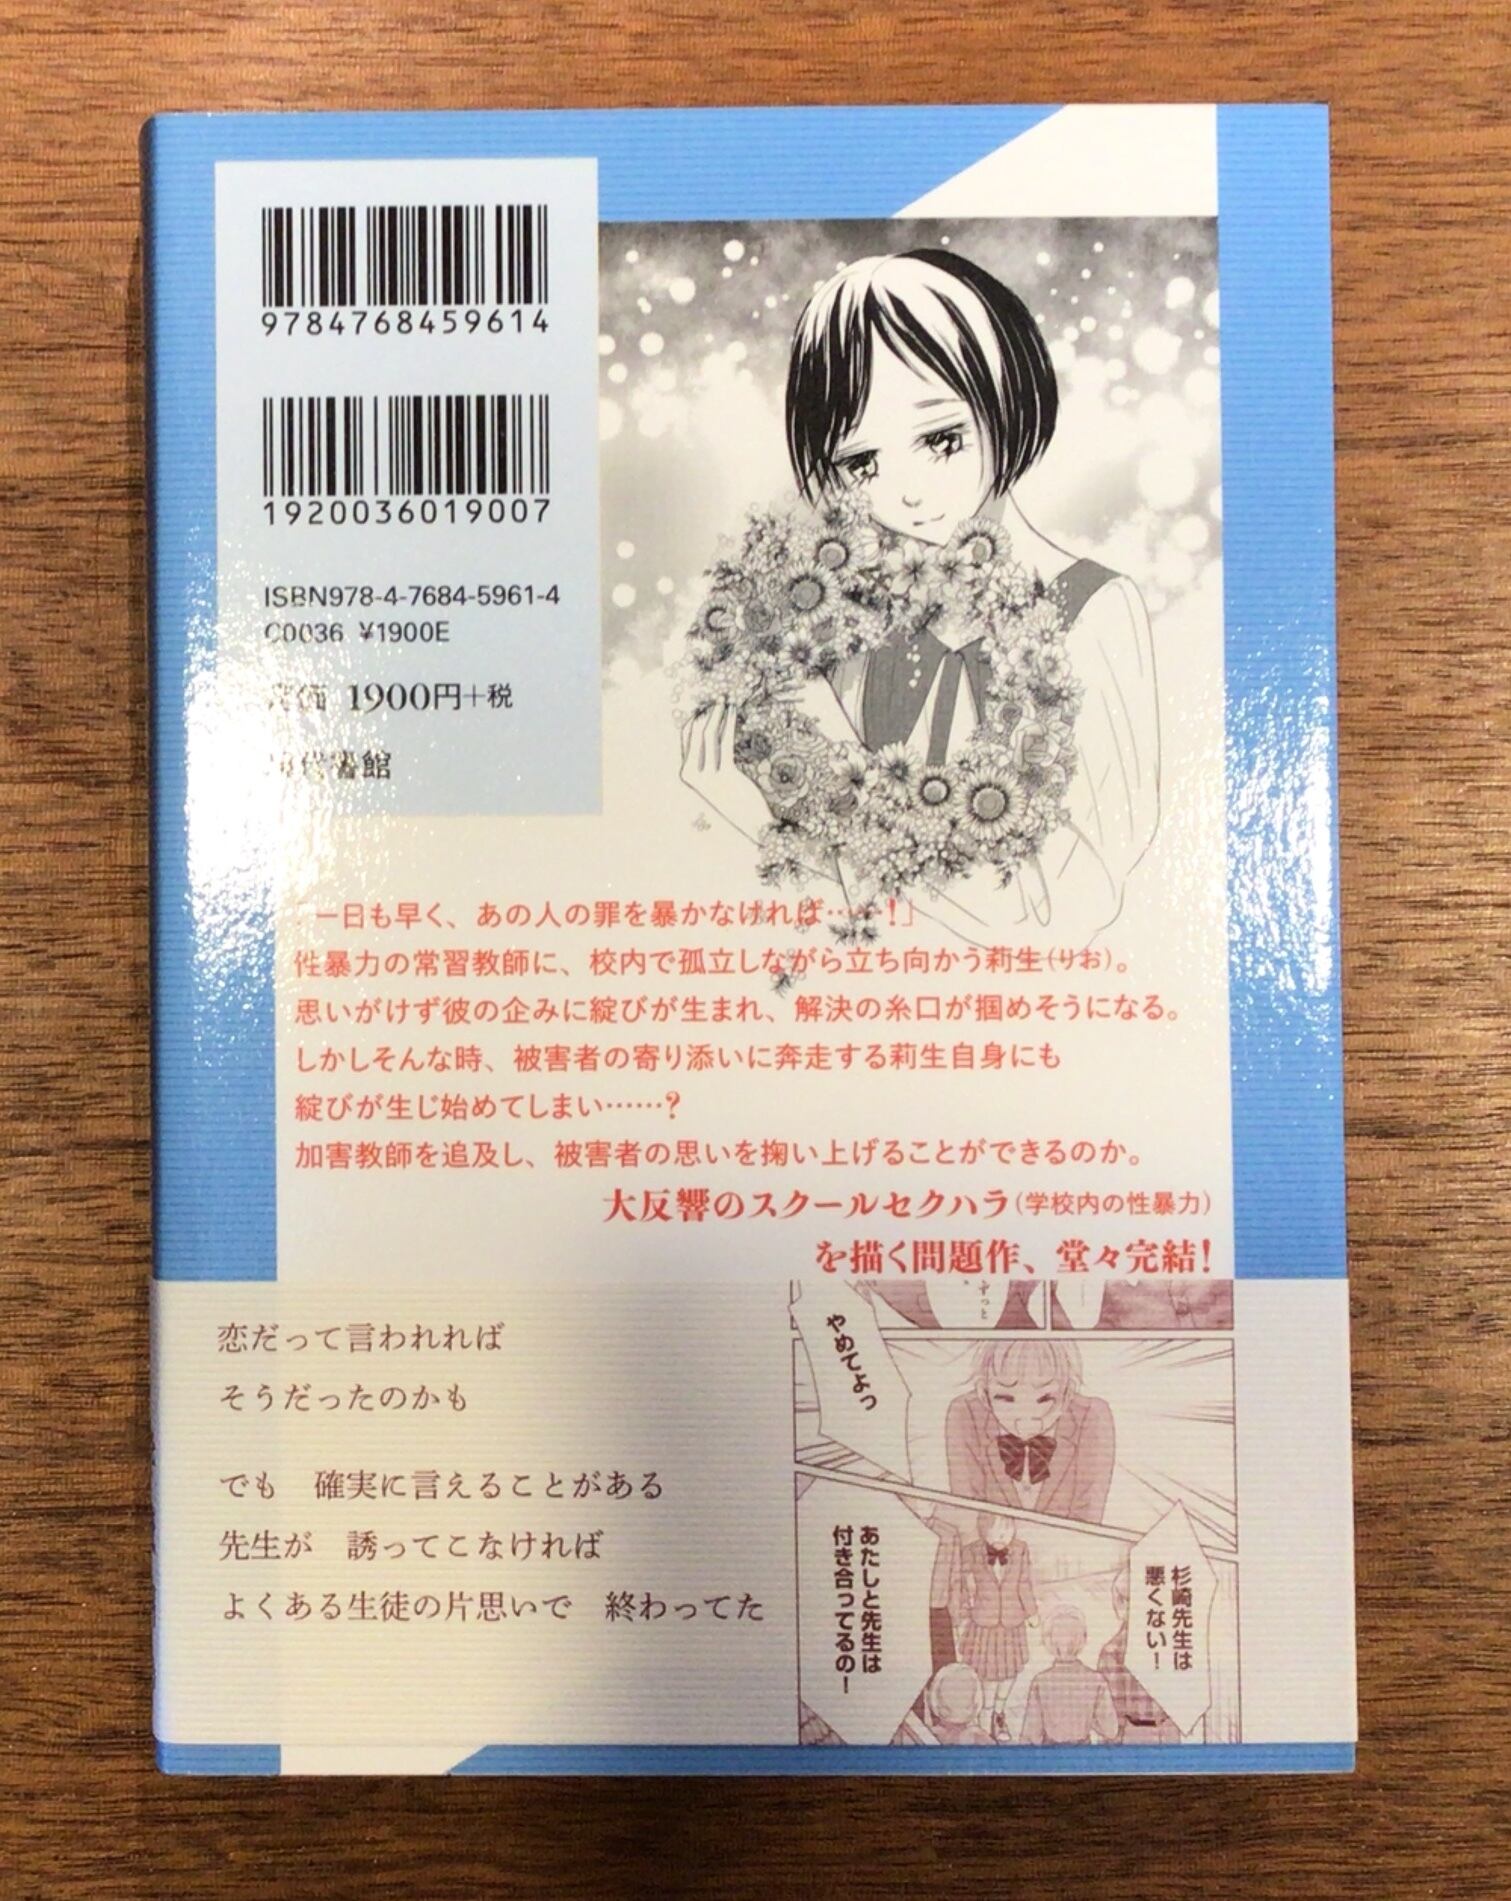 9784768459614
1920036019007
ISBN978-4-7684-5961-4
C0036 ¥1900E
定価 1900円+税
現代書館
「一日も早く、あの人の罪を暴かなければ……!」
性暴力の常習教師に、校内で孤立しながら立ち向かう莉生(りお)。
思いがけず彼の企みに綻びが生まれ、解決の糸口が掴めそうになる。
しかしそんな時、被害者の寄り添いに奔走する莉生自身にも
綻びが生じ始めてしまい……?
加害教師を追及し、被害者の思いを掬い上げることができるのか。
大反響のスクールセクハラ(学校内の性暴力)
を描く問題作、堂々完結!
恋だって言われれば
そうだったのかも
でも 確実に言えることがある
先生が 誘ってこなければ
よくある生徒の片思いで 終わってた
ずっと
やめてよっ
杉崎先生は
悪くない!
あたしと先生は
付き合ってるの!